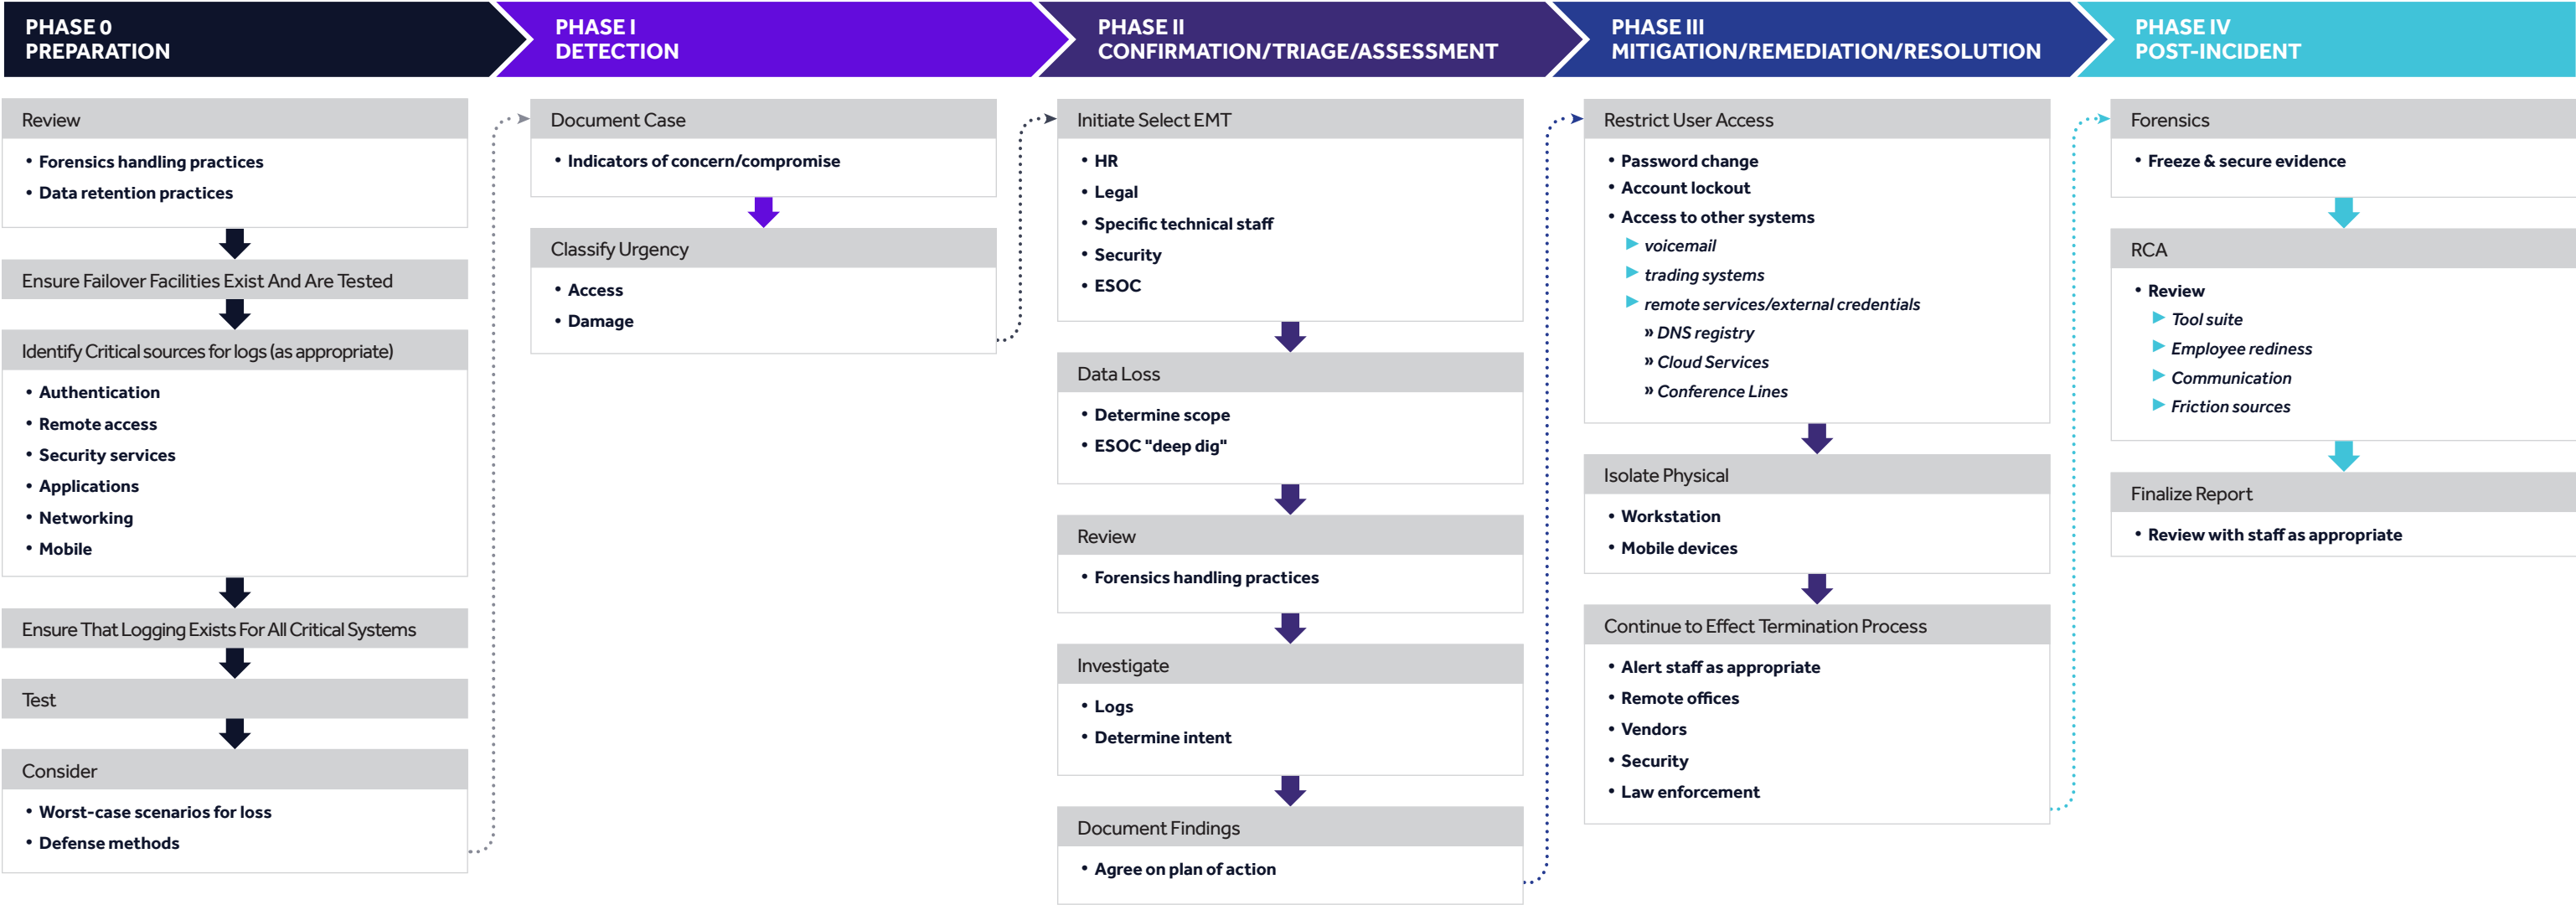 PHASE 0
PREPARATION
Review
• Forensics handling practices
• Data retention practices
Ensure Failover Facilities Exist And Are Tested
Identify Critical sources for logs (as appropriate)
• Authentication
• Remote access
• Security services
• Applications
• Networking
• Mobile
Ensure That Logging Exists For All Critical Systems
Test
Consider
• Worst-case scenarios for loss
• Defense methods
PHASE I
DETECTION
Document Case
• Indicators of concern/compromise
Classify Urgency
• Access
• Damage
PHASE II
CONFIRMATION/TRIAGE/ASSESSMENT
Initiate Select EMT
• HR
• Legal
• Specific technical staff
• Security
• ESOC
Data Loss
• Determine scope
• ESOC "deep dig"
Review
• Forensics handling practices
Investigate
• Logs
• Determine intent
Document Findings
• Agree on plan of action
PHASE III
MITIGATION/REMEDIATION/RESOLUTION
Restrict User Access
• Password change
• Account lockout
• Access to other systems
▶ voicemail
▶ trading systems
▶ remote services/external credentials
» DNS registry
» Cloud Services
» Conference Lines
Isolate Physical
• Workstation
• Mobile devices
Continue to Effect Termination Process
• Alert staff as appropriate
• Remote offices
• Vendors
• Security
• Law enforcement
PHASE IV
POST-INCIDENT
Forensics
• Freeze & secure evidence
RCA
• Review
▶ Tool suite
▶ Employee rediness
▶ Communication
▶ Friction sources
Finalize Report
• Review with staff as appropriate